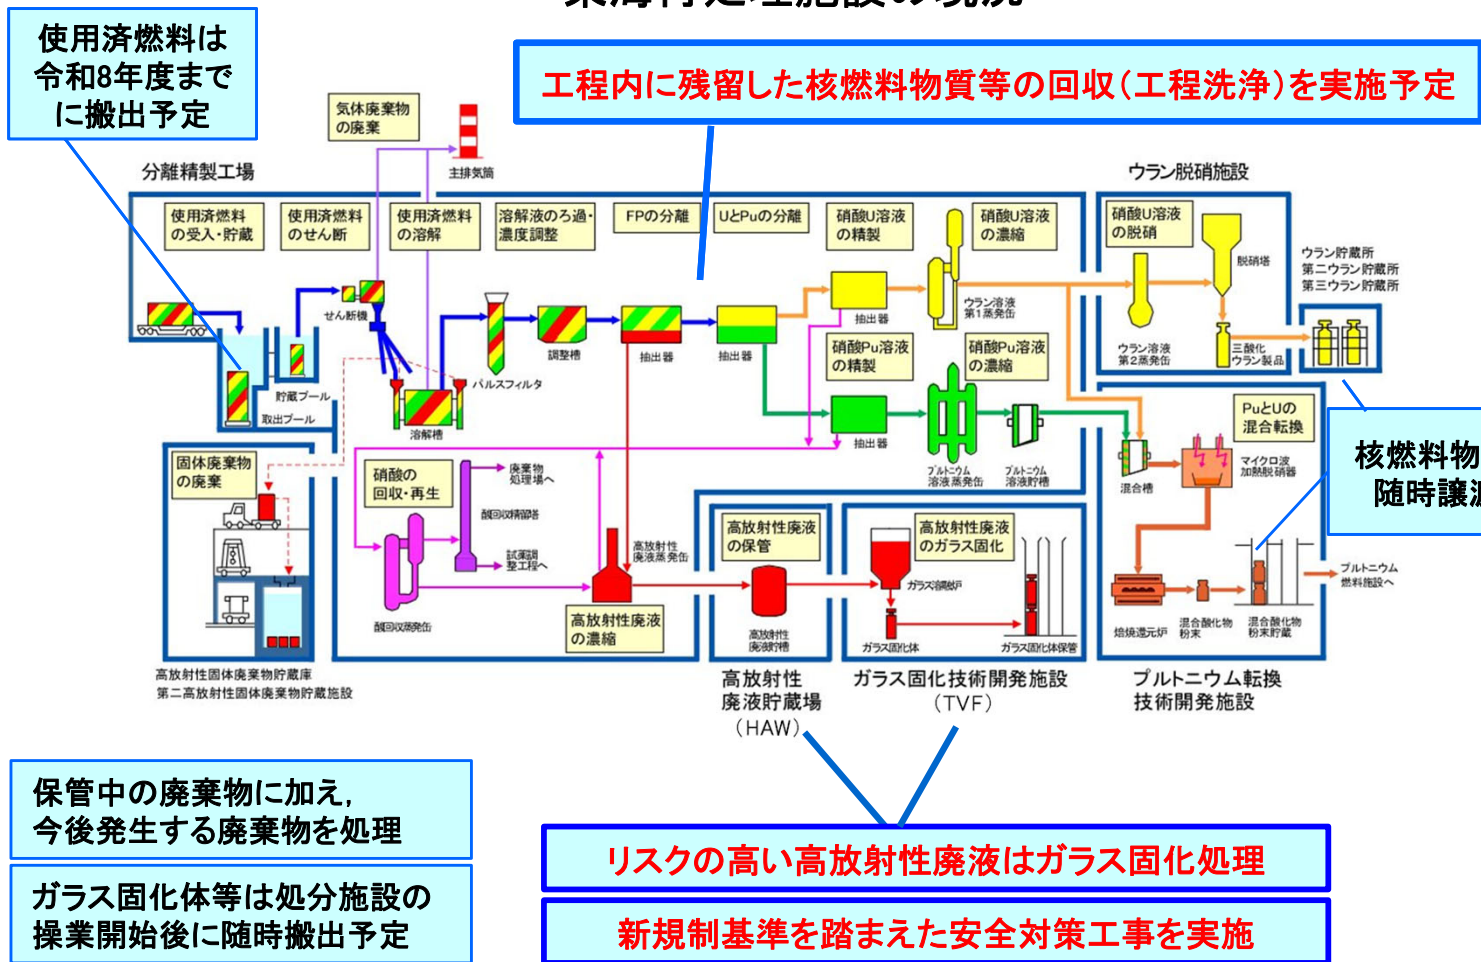 使用済燃料は
令和8年度まで
に搬出予定
工程内に残留した核燃料物質等の回収（工程洗浄）を実施予定
気体廃棄物
の廃棄
主排気筒
分離精製工場
ウラン脱硝施設
使用済燃料
の受入・貯蔵
使用済燃料
のせん断
使用済燃料
の溶解
溶解液のろ過・
濃度調整
FPの分離
UとPuの分離
硝酸U溶液
の精製
硝酸U溶液
の濃縮
硝酸U溶液
の脱硝
脱硝塔
ウラン貯蔵所
第二ウラン貯蔵所
第三ウラン貯蔵所
せん断機
パルスフィルタ
調整槽
抽出器
抽出器
抽出器
ウラン溶液
第1蒸発缶
ウラン溶液
第2蒸発缶
三酸化
ウラン製品
貯蔵プール
取出プール
溶解槽
硝酸Pu溶液
の精製
硝酸Pu溶液
の濃縮
抽出器
プルトニウム
溶液蒸発缶
プルトニウム
溶液貯槽
PuとUの
混合転換
混合槽
マイクロ波
加熱脱硝器
核燃料物
随時譲
固体廃棄物
の廃棄
硝酸の
回収・再生
廃棄物
処理場へ
酸回収精留塔
試薬調
整工程へ
酸回収蒸発缶
高放射性
廃液蒸発缶
高放射性廃液
の濃縮
高放射性廃液
の保管
高放射性
廃液貯槽
高放射性廃液
のガラス固化
ガラス溶融炉
ガラス固化体
ガラス固化体保管
焙焼還元炉
混合酸化物
粉末
混合酸化物
粉末貯蔵
プルトニウム
燃料施設へ
高放射性固体廃棄物貯蔵庫
第二高放射性固体廃棄物貯蔵施設
高放射性
廃液貯蔵場
（HAW）
ガラス固化技術開発施設
（TVF）
プルトニウム転換
技術開発施設
保管中の廃棄物に加え，
今後発生する廃棄物を処理
ガラス固化体等は処分施設の
操業開始後に随時搬出予定
リスクの高い高放射性廃液はガラス固化処理
新規制基準を踏まえた安全対策工事を実施